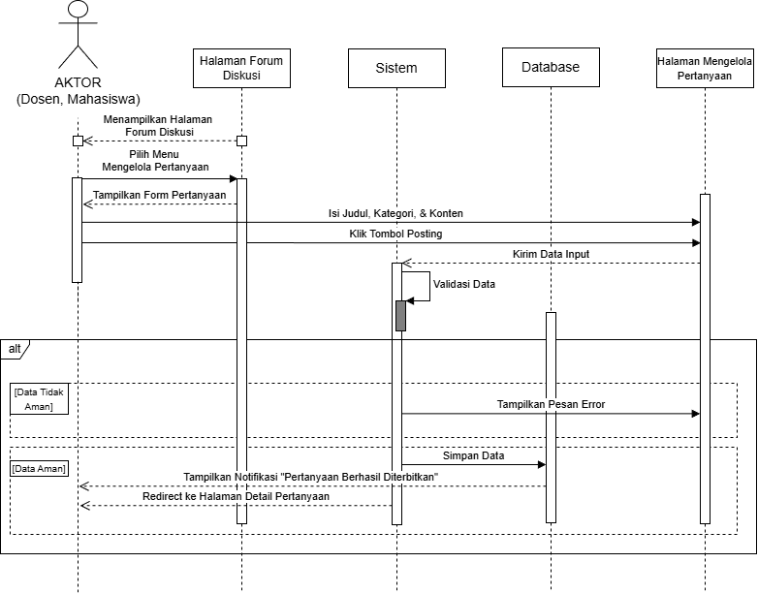 AKTOR
(Dosen, Mahasiswa)
Halaman Forum
Diskusi
Sistem
Database
Halaman Mengelola
Pertanyaan
Menampilkan Halaman
Forum Diskusi
Pilih Menu
Mengelola Pertanyaan
Tampilkan Form Pertanyaan
Isi Judul, Kategori, & Konten
Klik Tombol Posting
Kirim Data Input
Validasi Data
alt
[Data Tidak
Aman]
Tampilkan Pesan Error
[Data Aman]
Simpan Data
Tampilkan Notifikasi "Pertanyaan Berhasil Diterbitkan"
Redirect ke Halaman Detail Pertanyaan